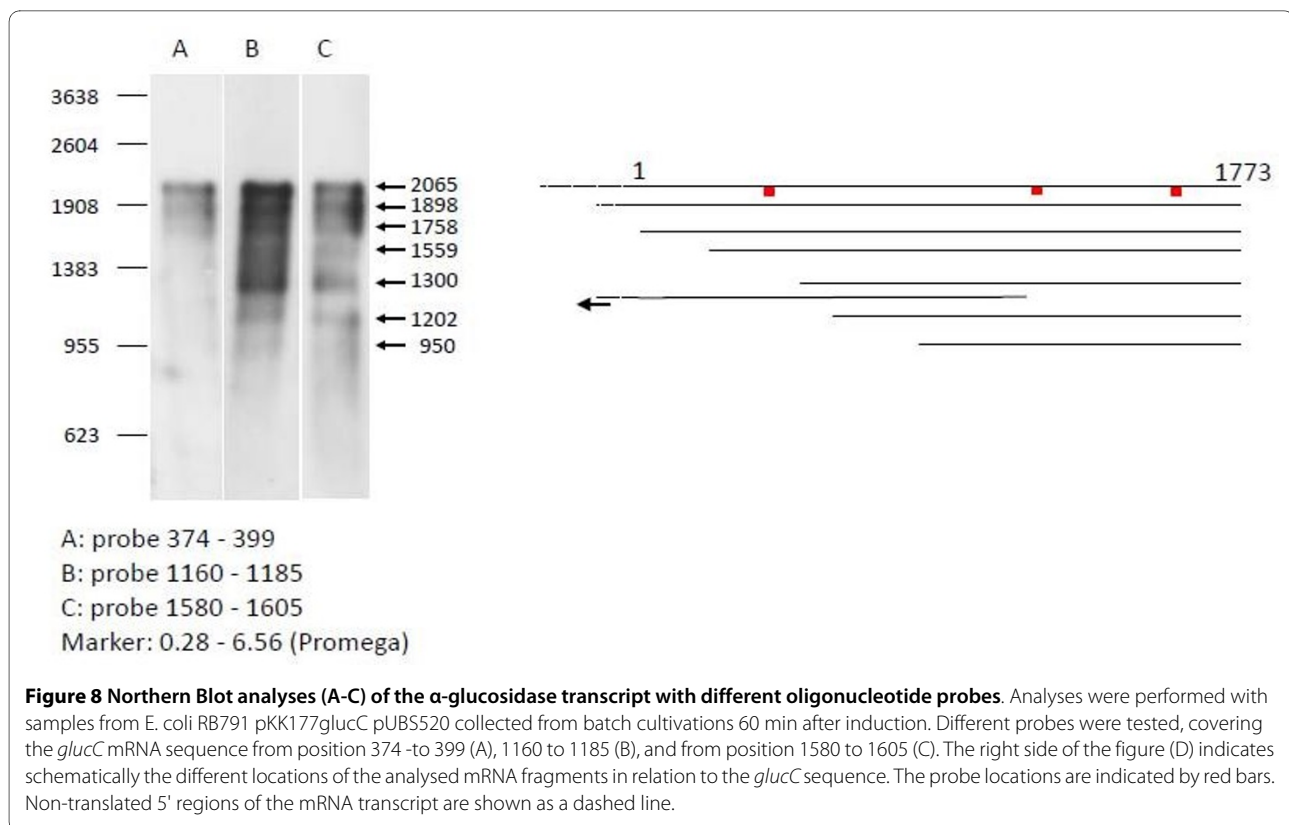 A B C
3638
2604
1908
1383
955
623
2065
1898
1758
1559
1300
1202
950
1 1773
A: probe 374 - 399
B: probe 1160 - 1185
C: probe 1580 - 1605
Marker: 0.28 - 6.56 (Promega)
Figure 8 Northern Blot analyses (A-C) of the α-glucosidase transcript with different oligonucleotide probes. Analyses were performed with
samples from E. coli RB791 pKK177glucC pUBS520 collected from batch cultivations 60 min after induction. Different probes were tested, covering
the glucC mRNA sequence from position 374 -to 399 (A), 1160 to 1185 (B), and from position 1580 to 1605 (C). The right side of the figure (D) indicates
schematically the different locations of the analysed mRNA fragments in relation to the glucC sequence. The probe locations are indicated by red bars.
Non-translated 5' regions of the mRNA transcript are shown as a dashed line.